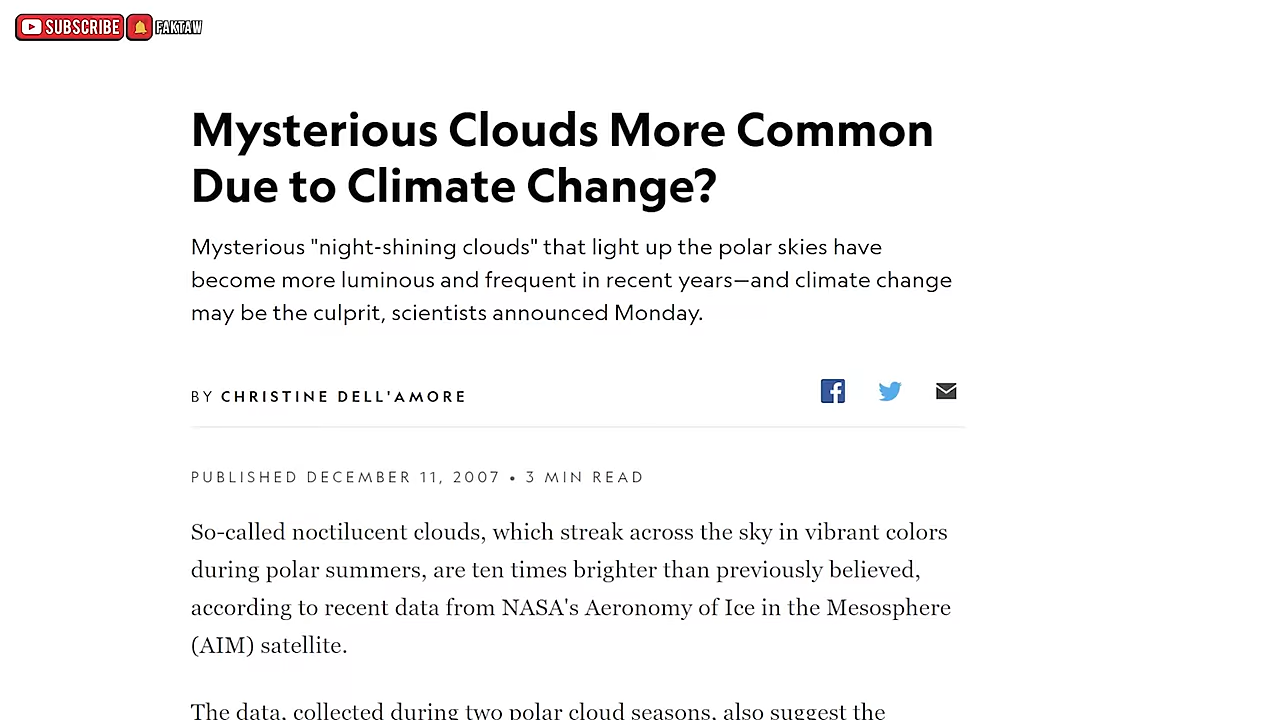 SUBSCRIBE FAKTAW
Mysterious Clouds More Common
Due to Climate Change?
Mysterious "night-shining clouds" that light up the polar skies have
become more luminous and frequent in recent years—and climate change
may be the culprit, scientists announced Monday.
BY CHRISTINE DELL'AMORE
PUBLISHED DECEMBER 11, 2007 • 3 MIN READ
So-called noctilucent clouds, which streak across the sky in vibrant colors
during polar summers, are ten times brighter than previously believed,
according to recent data from NASA's Aeronomy of Ice in the Mesosphere
(AIM) satellite.
The data, collected during two polar cloud seasons, also suggest the